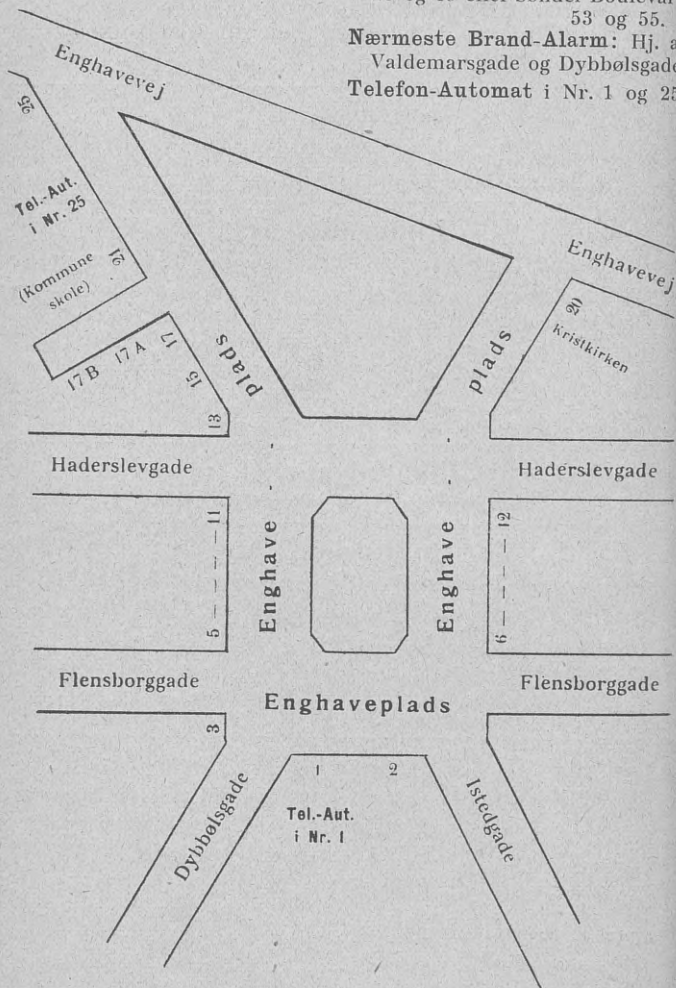 53 og 55.
Nærmeste Brand-Alarm: Hj. a
Valdemarsgade og Dybbølsgade
Telefon-Automat i Nr. 1 og 25
Enghavevej
25
Tel.-Aut.
i Nr. 25
21
(Kommune
skole)
17 B 17 A 17
15
13
plads
plads
Enghavevej
20
Kristkirken
Haderslevgade
Haderslevgade
5 — — — — 11
Enghave -
Enghave -
6 — — — — 12
Flensborggade
Flensborggade
Enghaveplads
3
1 2
Tel.-Aut.
i Nr. 1
Dybbølsgade
Istedgade